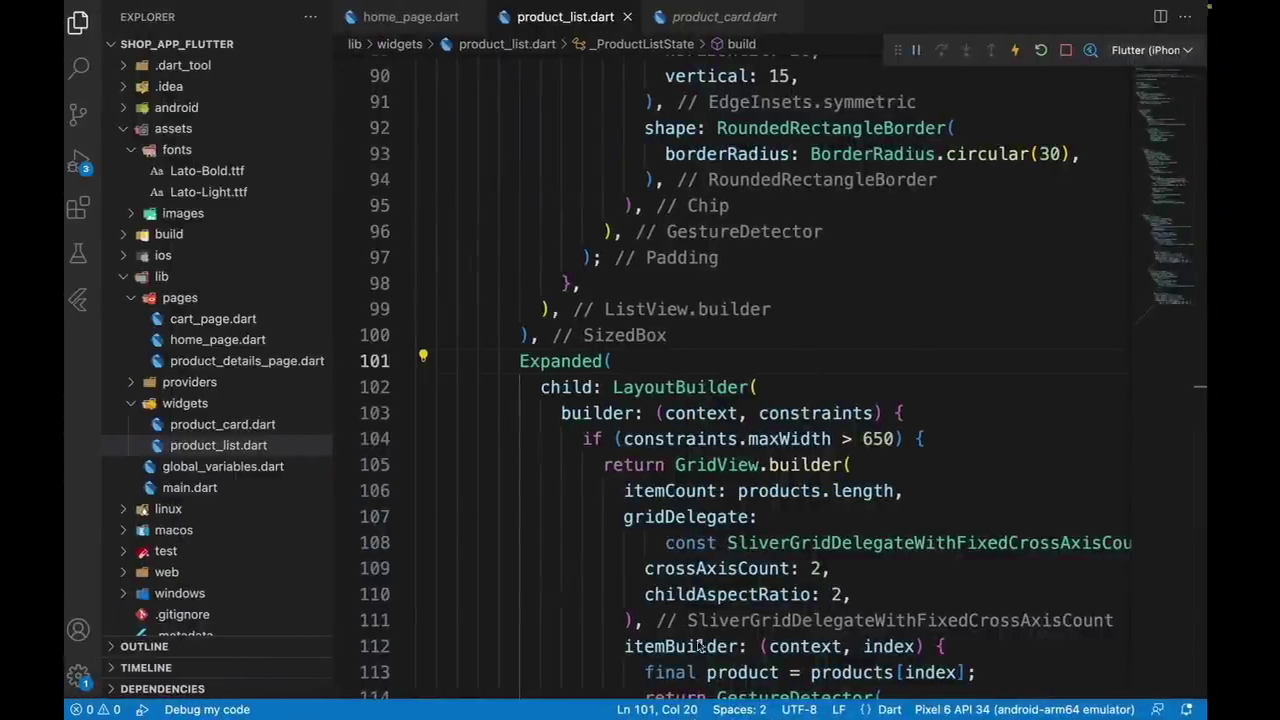 EXPLORER
SHOP_APP_FLUTTER
.dart_tool
.idea
android
assets
fonts
Aa Lato-Bold.ttf
Aa Lato-Light.ttf
images
build
ios
lib
pages
cart_page.dart
home_page.dart
product_details_page.dart
providers
widgets
product_card.dart
product_list.dart
global_variables.dart
main.dart
linux
macos
test
web
windows
.gitignore
.metadata
OUTLINE
TIMELINE
DEPENDENCIES
3
1
home_page.dart
product_list.dart
product_card.dart
lib > widgets > product_list.dart > _ProductListState > build
Flutter (iPhon
90 vertical: 15,
91 ), // EdgeInsets.symmetric
92 shape: RoundedRectangleBorder(
93 borderRadius: BorderRadius.circular(30),
94 ), // RoundedRectangleBorder
95 ), // Chip
96 ), // GestureDetector
97 ); // Padding
98 },
99 ), // ListView.builder
100 ), // SizedBox
101 Expanded(
102 child: LayoutBuilder(
103 builder: (context, constraints) {
104 if (constraints.maxWidth > 650) {
105 return GridView.builder(
106 itemCount: products.length,
107 gridDelegate:
108 const SliverGridDelegateWithFixedCrossAxisCou
109 crossAxisCount: 2,
110 childAspectRatio: 2,
111 ), // SliverGridDelegateWithFixedCrossAxisCount
112 itemBuilder: (context, index) {
113 final product = products[index];
114 return GestureDetector(
0 0 Debug my code Ln 101, Col 20 Spaces: 2 UTF-8 LF {} Dart Pixel 6 API 34 (android-arm64 emulator)